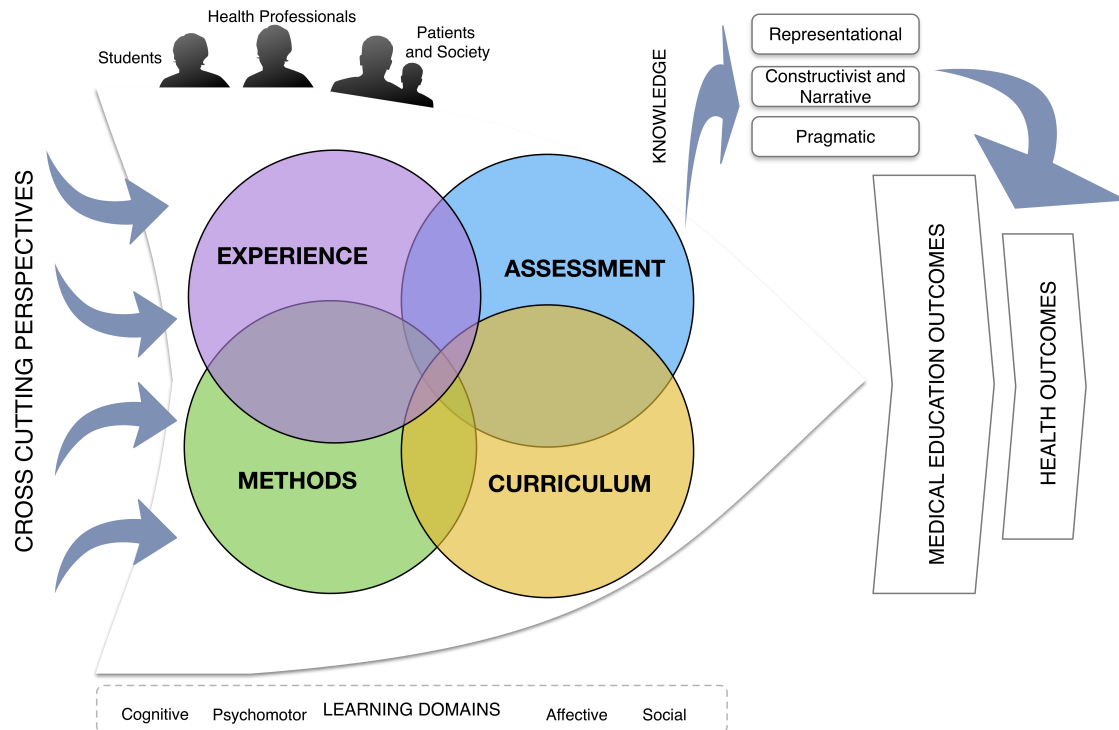 Health Professionals
Students
Patients
and Society
KNOWLEDGE
Representational
Constructivist and
Narrative
Pragmatic
CROSS CUTTING PERSPECTIVES
EXPERIENCE
ASSESSMENT
METHODS
CURRICULUM
MEDICAL EDUCATION OUTCOMES
HEALTH OUTCOMES
LEARNING DOMAINS
Cognitive Psychomotor Affective Social